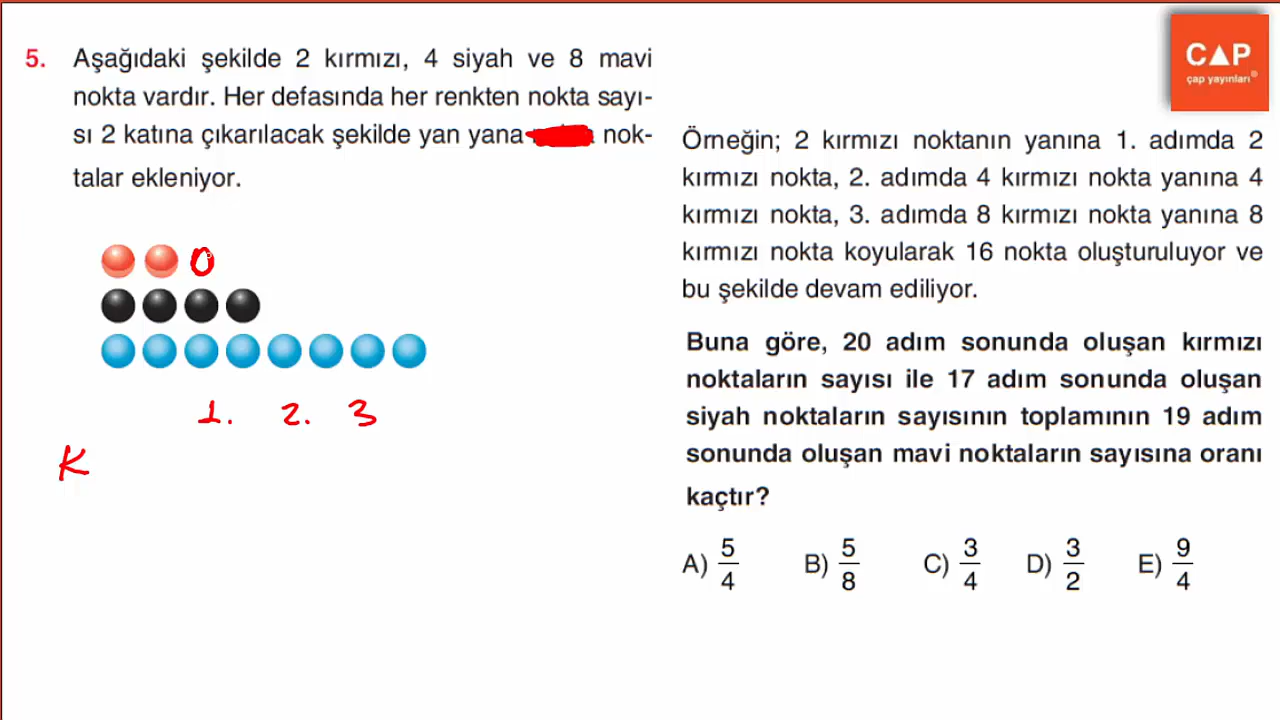 5. Aşağıdaki şekilde 2 kırmızı, 4 siyah ve 8 mavi
nokta vardır. Her defasında her renkten nokta sayı-
sı 2 katına çıkarılacak şekilde yan yana nok-
talar ekleniyor.
0
1. 2. 3
K
ÇAP
çap yayınları®
Örneğin; 2 kırmızı noktanın yanına 1. adımda 2
kırmızı nokta, 2. adımda 4 kırmızı nokta yanına 4
kırmızı nokta, 3. adımda 8 kırmızı nokta yanına 8
kırmızı nokta koyularak 16 nokta oluşturuluyor ve
bu şekilde devam ediliyor.
Buna göre, 20 adım sonunda oluşan kırmızı
noktaların sayısı ile 17 adım sonunda oluşan
siyah noktaların sayısının toplamının 19 adım
sonunda oluşan mavi noktaların sayısına oranı
kaçtır?
A) 5/4 B) 5/8 C) 3/4 D) 3/2 E) 9/4